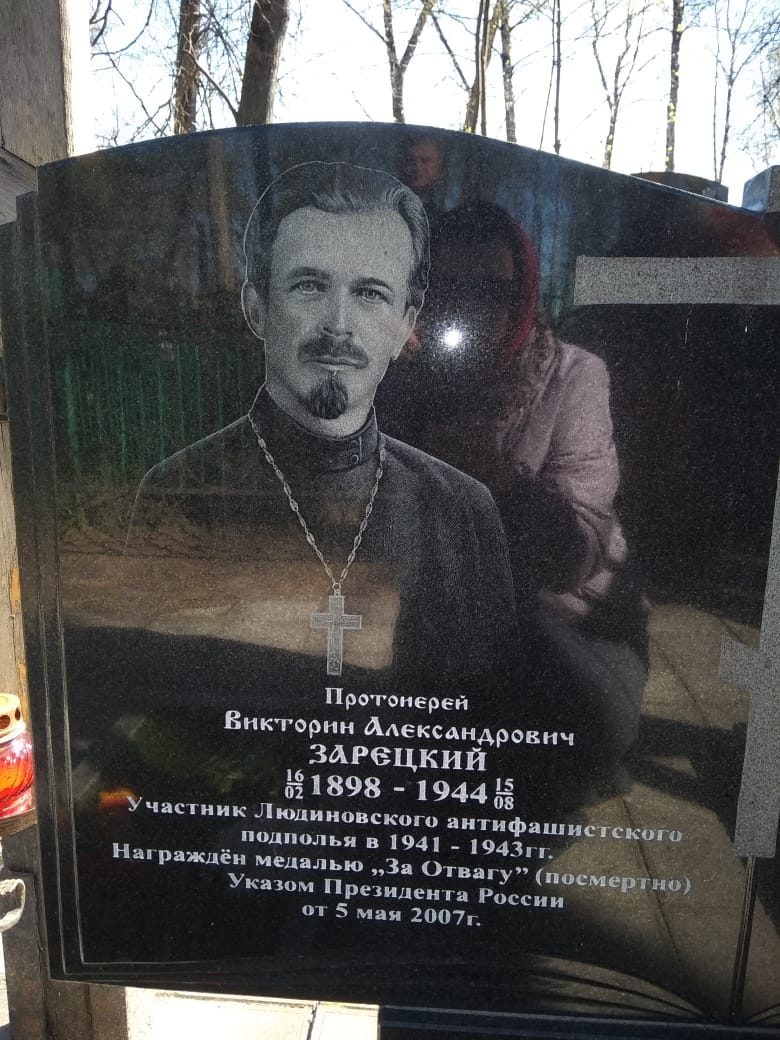 Протоиерей
Викторин Александрович
ЗАРЕЦКИЙ
16/02 1898 - 1944 15/08
Участник Людиновского антифашистского
подполья в 1941 - 1943гг.
Награждён медалью „За Отвагу” (посмертно)
Указом Президента России
от 5 мая 2007г.